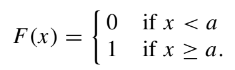 F(x) = { 0 if x < a
1 if x ≥ a.